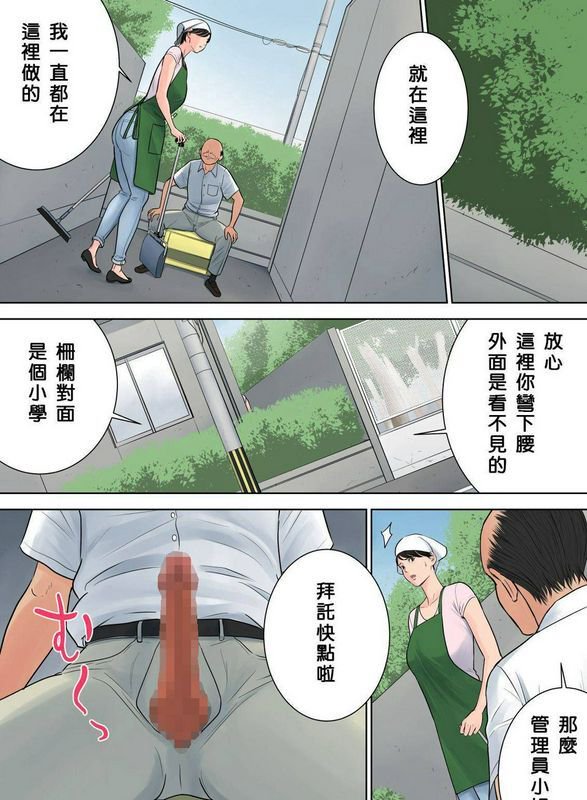 就在這裡
我一直都在
這裡做的
放心
這裡你彎下腰
外面是看不見的
柵欄對面
是個小學
那麼
管理員小
拜託快點啦
む〜